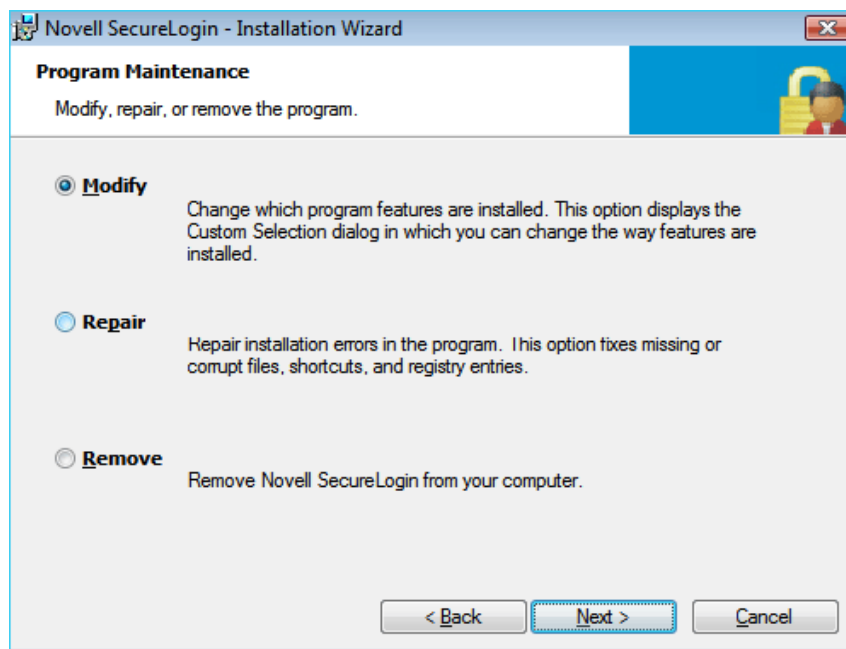 Novell SecureLogin - Installation Wizard
Program Maintenance
Modify, repair, or remove the program.
Modify
Change which program features are installed. This option displays the
Custom Selection dialog in which you can change the way features are
installed.
Repair
Repair installation errors in the program. This option fixes missing or
corrupt files, shortcuts, and registry entries.
Remove
Remove Novell SecureLogin from your computer.
< Back
Next >
Cancel